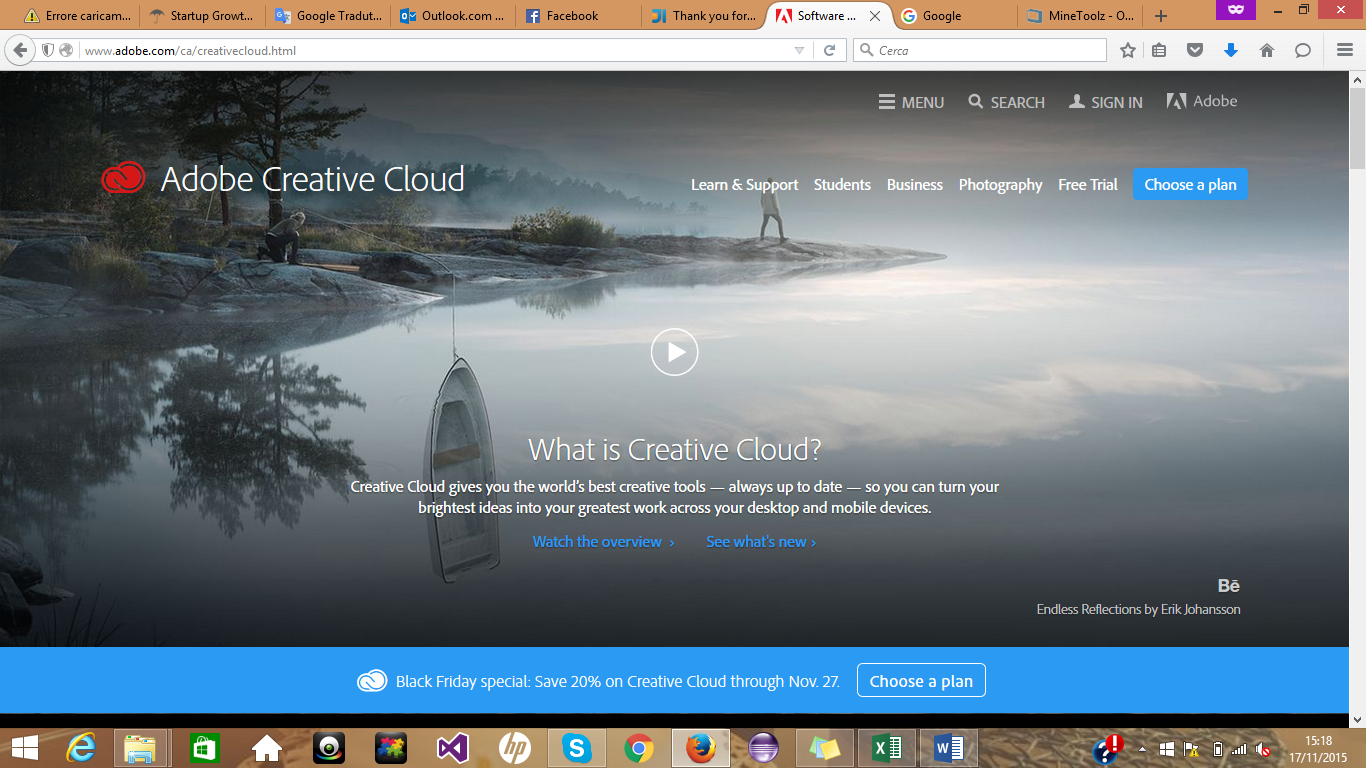 Errore caricam...
Startup Growt...
Google Tradut...
Outlook.com ...
Facebook
Thank you for...
Software ...
Google
MineToolz - O...
www.adobe.com/ca/creativecloud.html
Cerca
MENU
SEARCH
SIGN IN
Adobe
Adobe Creative Cloud
Learn & Support
Students
Business
Photography
Free Trial
Choose a plan
What is Creative Cloud?
Creative Cloud gives you the world's best creative tools — always up to date — so you can turn your
brightest ideas into your greatest work across your desktop and mobile devices.
Watch the overview ›
See what's new ›
Bē
Endless Reflections by Erik Johansson
Black Friday special: Save 20% on Creative Cloud through Nov. 27.
Choose a plan
15:18
17/11/2015